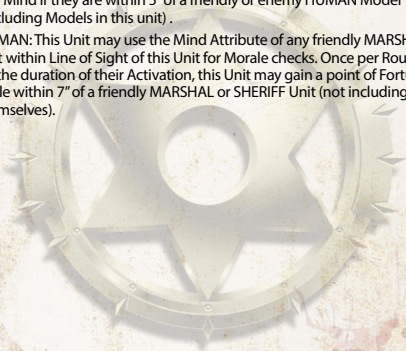 Mind if they are within 3" of a friendly or enemy HUMAN Model
cluding Models in this unit) .
MAN: This Unit may use the Mind Attribute of any friendly MARSH
t within Line of Sight of this Unit for Morale checks. Once per Rou
the duration of their Activation, this Unit may gain a point of Fortu
le within 7" of a friendly MARSHAL or SHERIFF Unit (not including
mselves).